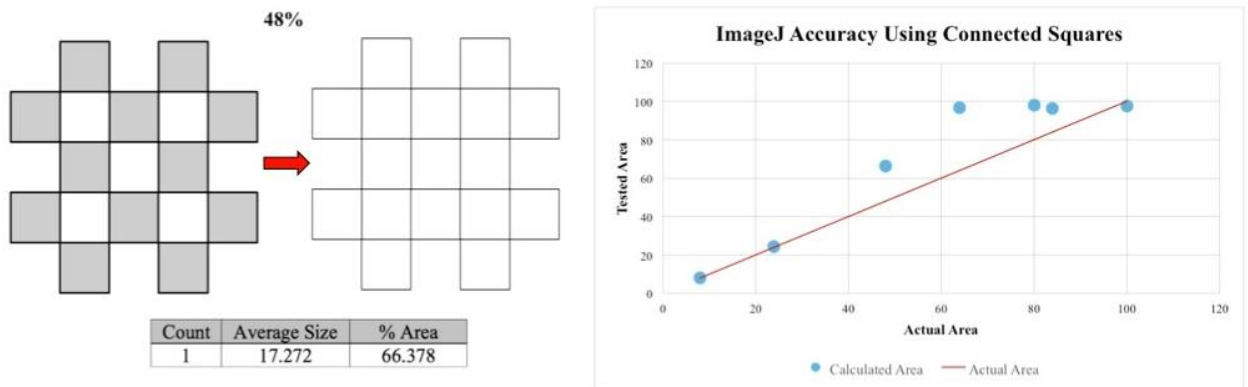 48%
Count Average Size % Area
1 17.272 66.378
ImageJ Accuracy Using Connected Squares
120
100
80
60
40
20
0
Tested Area
0 20 40 60 80 100 120
Actual Area
Calculated Area Actual Area